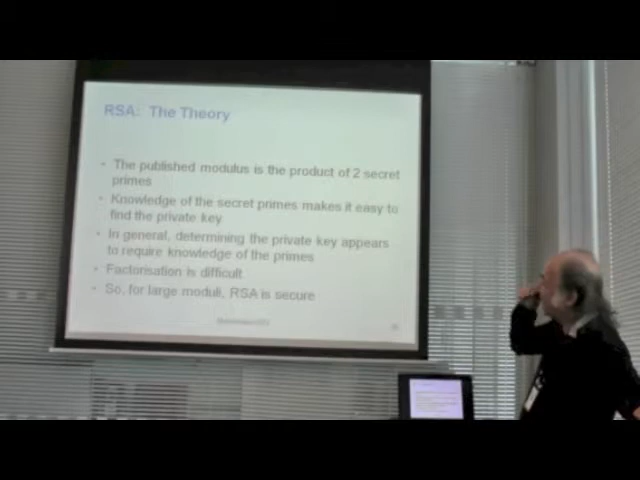 RSA: The Theory
• The published modulus is the product of 2 secret
primes
• Knowledge of the secret primes makes it easy to
find the private key
• In general, determining the private key appears
to require knowledge of the primes
• Factorisation is difficult
• So, for large moduli, RSA is secure